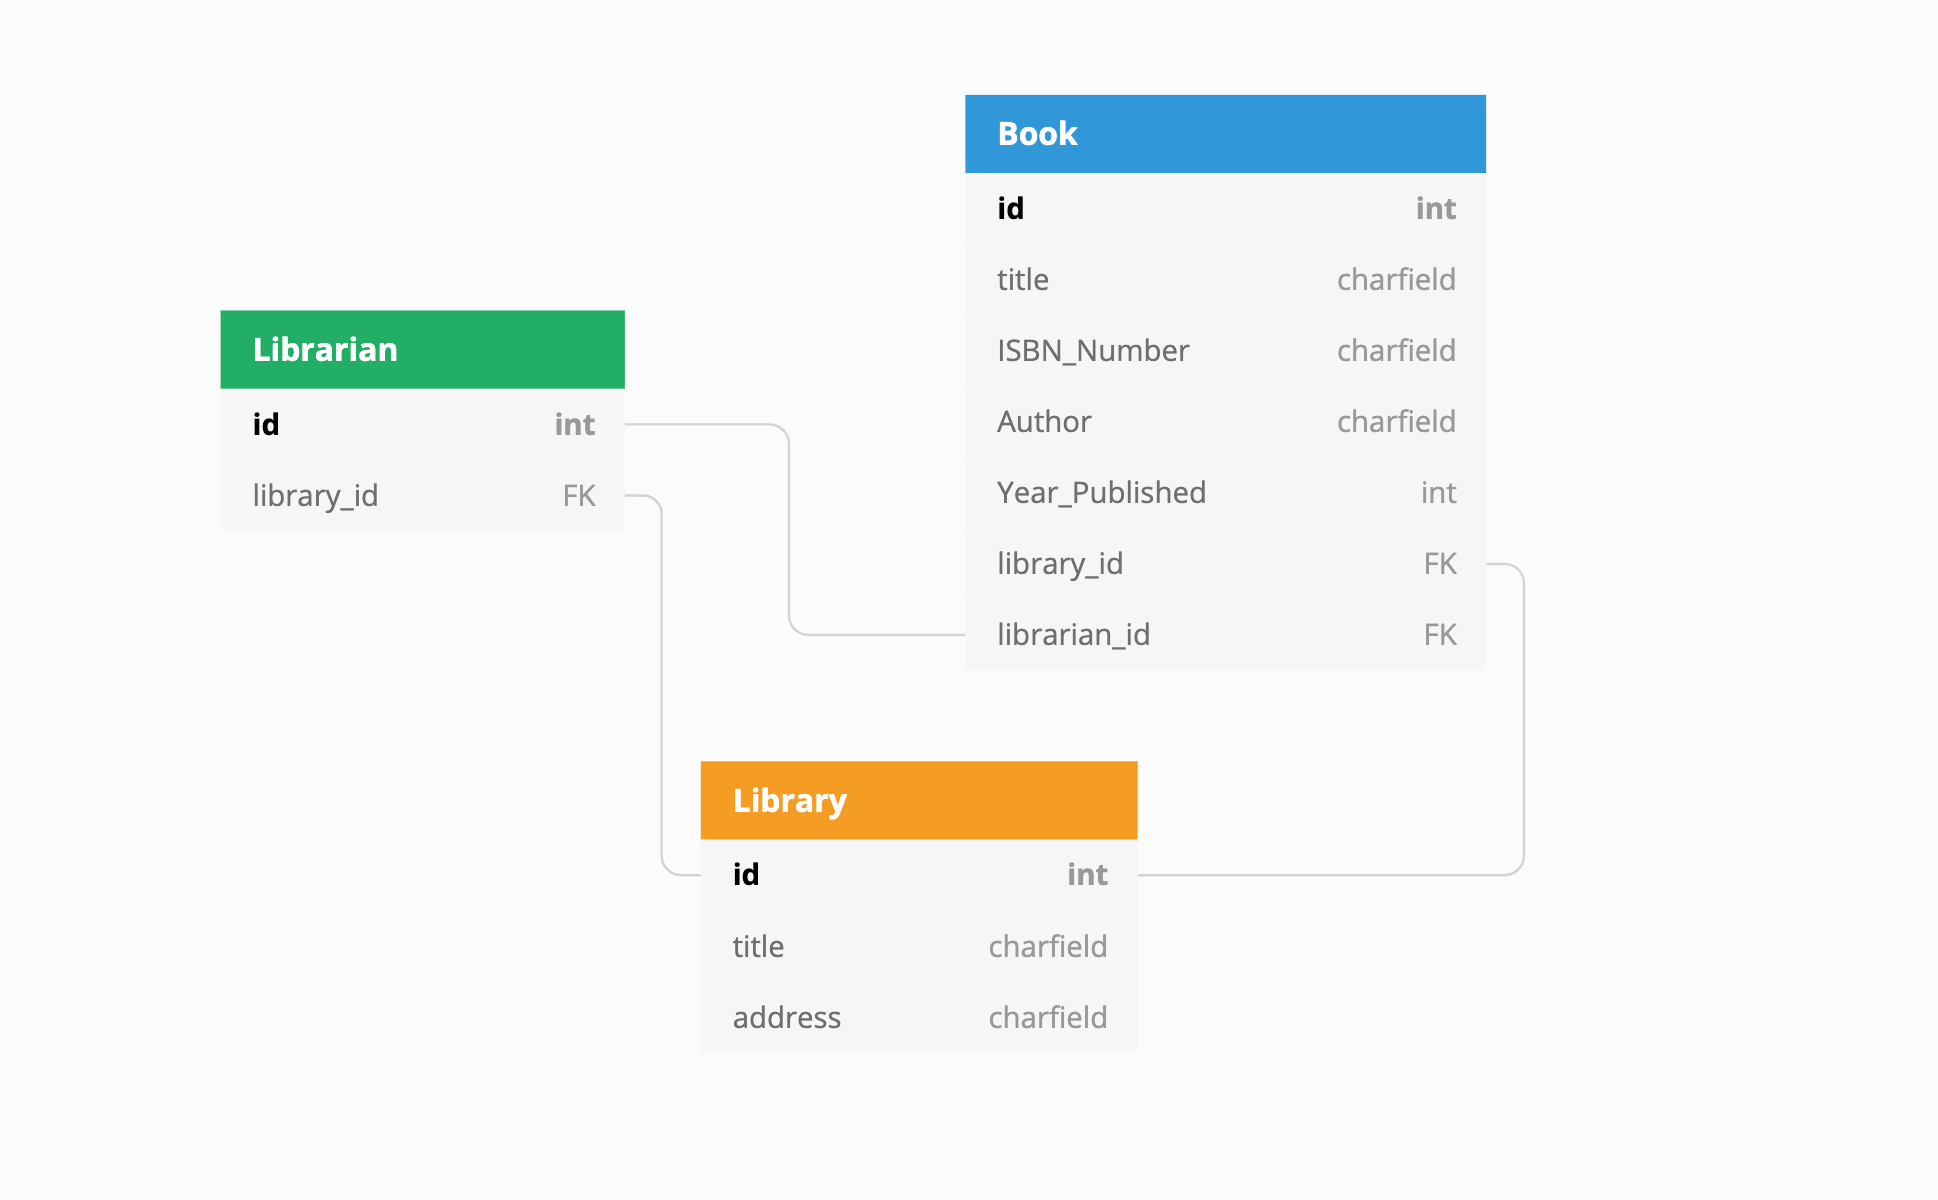 Librarian
id int
library_id FK
Book
id int
title charfield
ISBN_Number charfield
Author charfield
Year_Published int
library_id FK
librarian_id FK
Library
id int
title charfield
address charfield